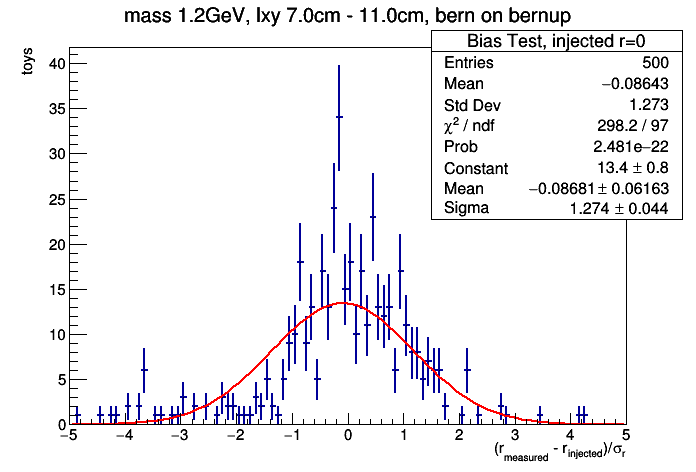 mass 1.2GeV, lxy 7.0cm - 11.0cm, bern on bernup
Bias Test, injected r=0
Entries 500
Mean −0.08643
Std Dev 1.273
χ² / ndf 298.2 / 97
Prob 2.481e−22
Constant 13.4 ± 0.8
Mean −0.08681 ± 0.06163
Sigma 1.274 ± 0.044
toys
40
35
30
25
20
15
10
5
0
−5 −4 −3 −2 −1 0 1 2 3 4 5
(r_measured - r_injected)/σ_r